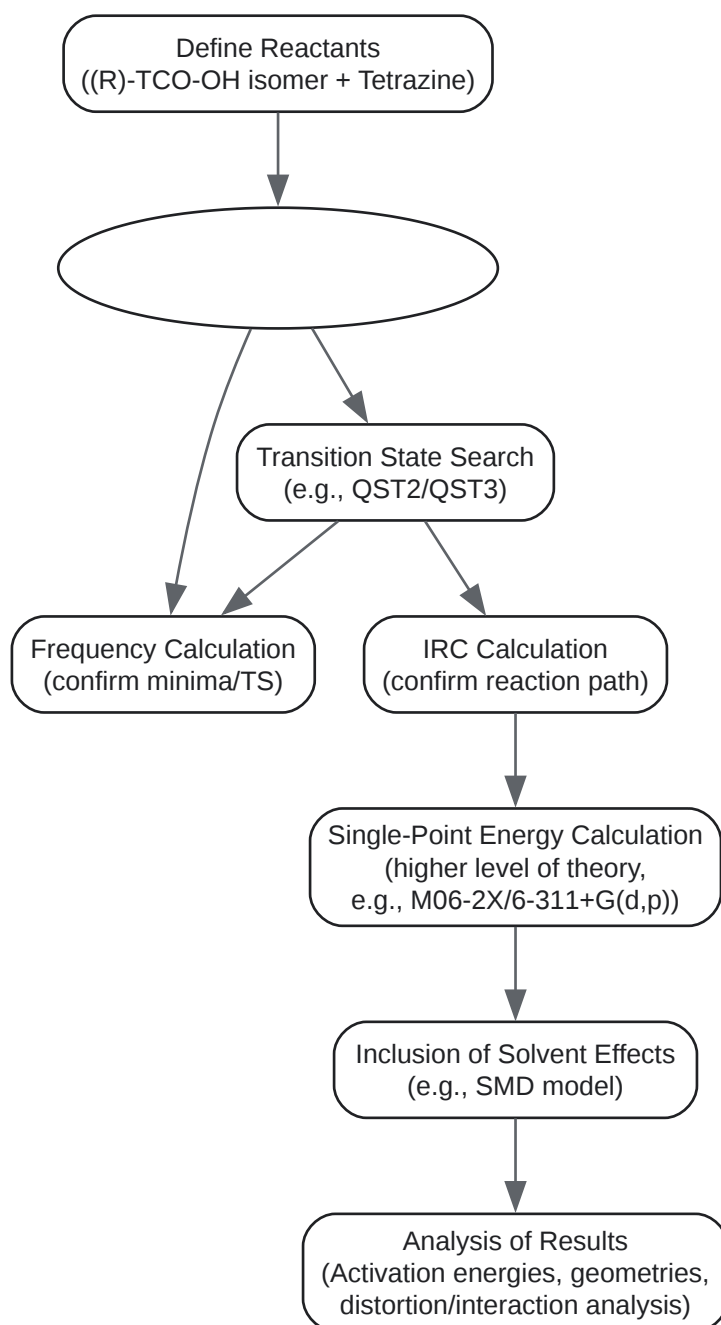 Define Reactants
((R)-TCO-OH isomer + Tetrazine)
Transition State Search
(e.g., QST2/QST3)
Frequency Calculation
(confirm minima/TS)
IRC Calculation
(confirm reaction path)
Single-Point Energy Calculation
(higher level of theory,
e.g., M06-2X/6-311+G(d,p))
Inclusion of Solvent Effects
(e.g., SMD model)
Analysis of Results
(Activation energies, geometries,
distortion/interaction analysis)